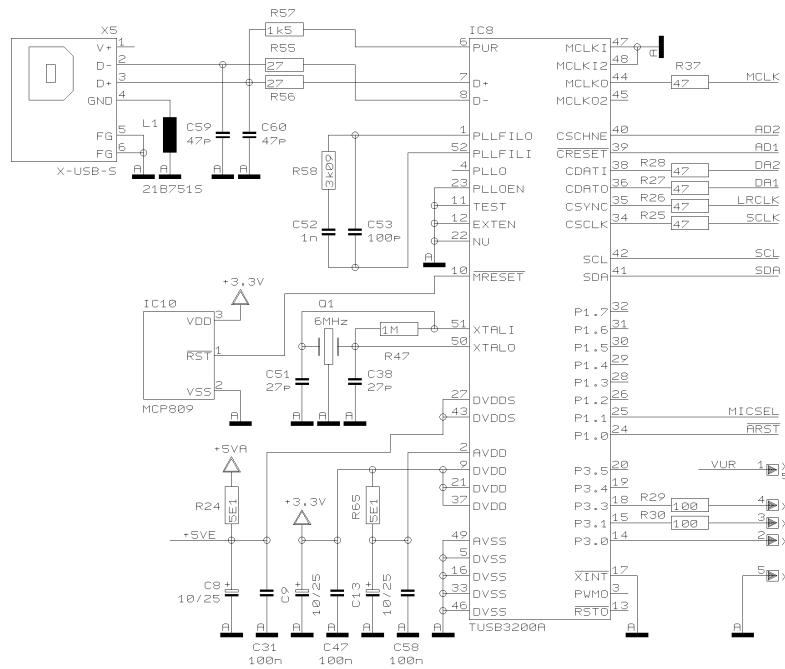 X5
V+ 1
D- 2
D+ 3
GND 4
FG 5
FG 6
X-USB-S
L1
21B751S
A
A
R57
1k5
R55
27
27
R56
C59
47p
A
C60
47p
A
R58
3k09
C52
1n
C53
100p
A
IC8
6 PUR
7 D+
8 D-
1 PLLFILO
52 PLLFILI
4 PLLO
23 PLLOEN
11 TEST
12 EXTEN
22 NU
10 MRESET
51 XTALI
50 XTALO
27 DVDDS
43 DVDDS
2 AVDD
9 DVDD
21 DVDD
37 DVDD
49 AVSS
5 DVSS
16 DVSS
33 DVSS
46 DVSS
TUSB3200A
MCLKI 47
MCLKI2 48
MCLKO 44
MCLKO2 45
CSCHNE 40
CRESET 39
CDATI 38
CDATO 36
CSYNC 35
CSCLK 34
SCL 42
SDA 41
P1.7 32
P1.6 31
P1.5 30
P1.4 29
P1.3 28
P1.2 26
P1.1 25
P1.0 24
P3.5 20
P3.4 19
P3.3 18
P3.1 15
P3.0 14
XINT 17
PWMO 3
RSTO 13
A
R37
47
MCLK
AD2
AD1
R28
47
DA2
R27
47
DA1
R26
47
LRCLK
R25
47
SCLK
SCL
SDA
MICSEL
ARST
VUR 1
R29
100
4
R30
100
3
2
5
A
A
+3.3V
IC10
VDD 3
RST 1
VSS 2
MCP809
A
Q1
6MHz
1M
R47
C51
27p
C38
27p
A
A
A
+5VA
R24
5E1
+5VE
+3.3V
R65
5E1
C8
+
10/25
A
A
C31
100n
C9
+
10/25
A
A
C47
100n
C13
+
10/25
A
A
C58
100n
A